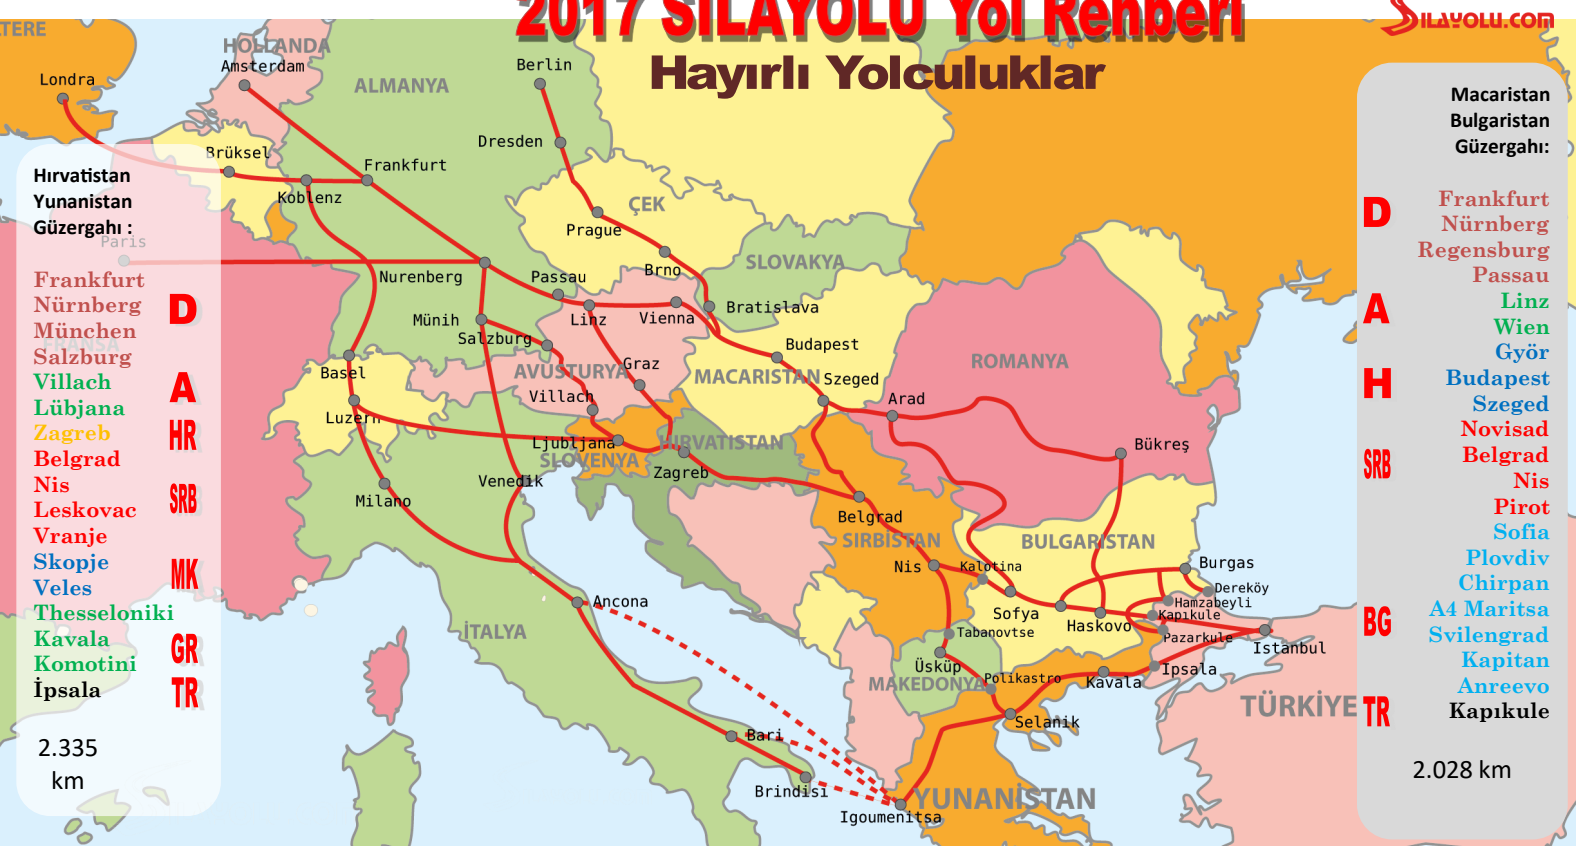 2017 SILAYOLU Yol Rehberi
Hayırlı Yolculuklar
SILAYOLU.COM
TERE
Londra
HOLLANDA
Amsterdam
ALMANYA
Berlin
Dresden
Brüksel
Frankfurt
Koblenz
ÇEK
Prague
Brno
Paris
Nurenberg
Passau
SLOVAKYA
Bratislava
Münih
Linz
Vienna
Salzburg
Budapest
FRANSA
Basel
AVUSTURYA
Graz
MACARISTAN
Szeged
ROMANYA
Villach
Arad
Luzern
Ljubljana
HIRVATISTAN
Bükreş
SLOVENYA
Zagreb
Venedik
Milano
Belgrad
SIRBİSTAN
BULGARISTAN
Nis
Kalotina
Burgas
Dereköy
Hamzabeyli
Kapıkule
Sofya
Haskovo
Pazarkule
Istanbul
Ancona
İTALYA
Tabanovtse
Üsküp
MAKEDONYA
Polikastro
Kavala
Ipsala
TÜRKİYE
Selanik
Bari
Brindisi
Igoumenitsa
YUNANİSTAN
Hırvatistan
Yunanistan
Güzergahı :
Frankfurt
Nürnberg
D
München
Salzburg
Villach
A
Lübjana
Zagreb
HR
Belgrad
Nis
SRB
Leskovac
Vranje
Skopje
MK
Veles
Thesseloniki
Kavala
GR
Komotini
İpsala
TR
2.335
km
Macaristan
Bulgaristan
Güzergahı:
Frankfurt
D
Nürnberg
Regensburg
Passau
Linz
A
Wien
Györ
Budapest
H
Szeged
Novisad
Belgrad
SRB
Nis
Pirot
Sofia
Plovdiv
Chirpan
A4 Maritsa
BG
Svilengrad
Kapitan
Anreevo
Kapıkule
TR
2.028 km